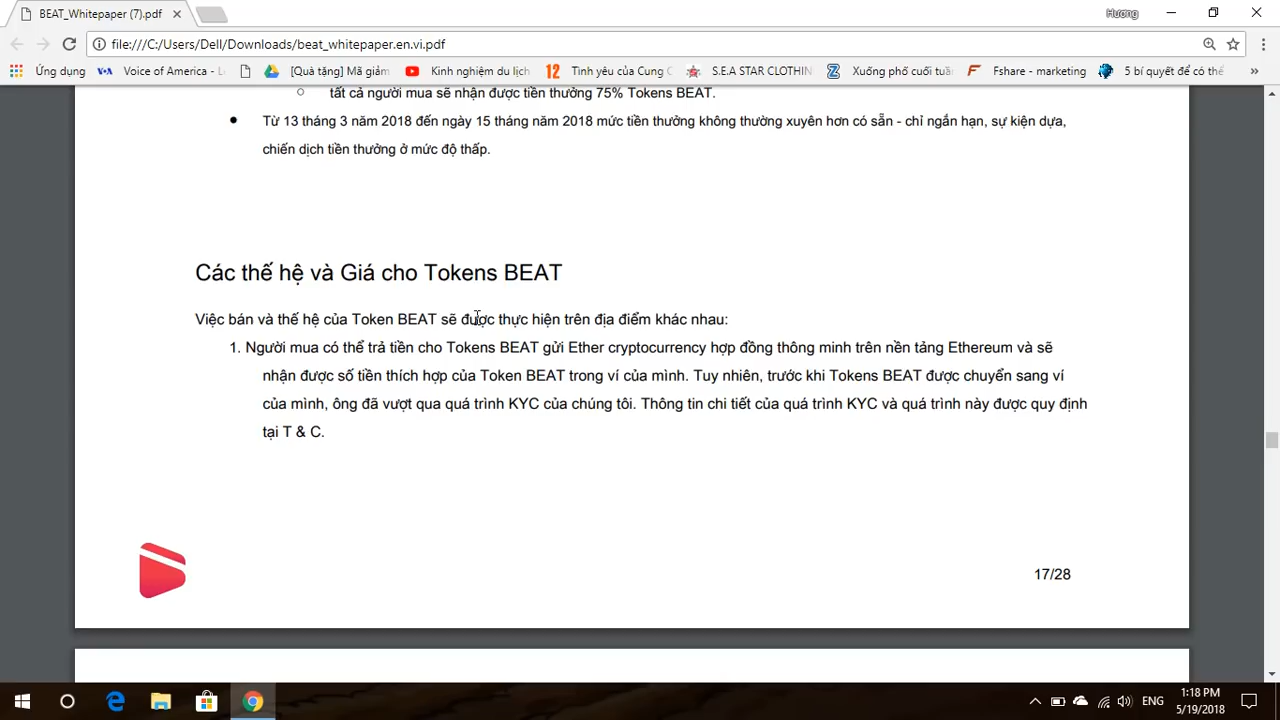 BEAT_Whitepaper (7).pdf
Hương
file:///C:/Users/Dell/Downloads/beat_whitepaper.en.vi.pdf
Ứng dụng Voice of America - L [Quà tặng] Mã giảm Kinh nghiệm du lịch 12 Tình yêu của Cung C S.E.A STAR CLOTHIN Z Xuống phố cuối tuần Fshare - marketing 5 bí quyết để có thể »
tất cả người mua sẽ nhận được tiền thưởng 75% Tokens BEAT.
Từ 13 tháng 3 năm 2018 đến ngày 15 tháng năm 2018 mức tiền thưởng không thường xuyên hơn có sẵn - chỉ ngắn hạn, sự kiện dựa,
chiến dịch tiền thưởng ở mức độ thấp.
Các thế hệ và Giá cho Tokens BEAT
Việc bán và thế hệ của Token BEAT sẽ được thực hiện trên địa điểm khác nhau:
1. Người mua có thể trả tiền cho Tokens BEAT gửi Ether cryptocurrency hợp đồng thông minh trên nền tảng Ethereum và sẽ
nhận được số tiền thích hợp của Token BEAT trong ví của mình. Tuy nhiên, trước khi Tokens BEAT được chuyển sang ví
của mình, ông đã vượt qua quá trình KYC của chúng tôi. Thông tin chi tiết của quá trình KYC và quá trình này được quy định
tại T & C.
17/28
ENG
1:18 PM
5/19/2018